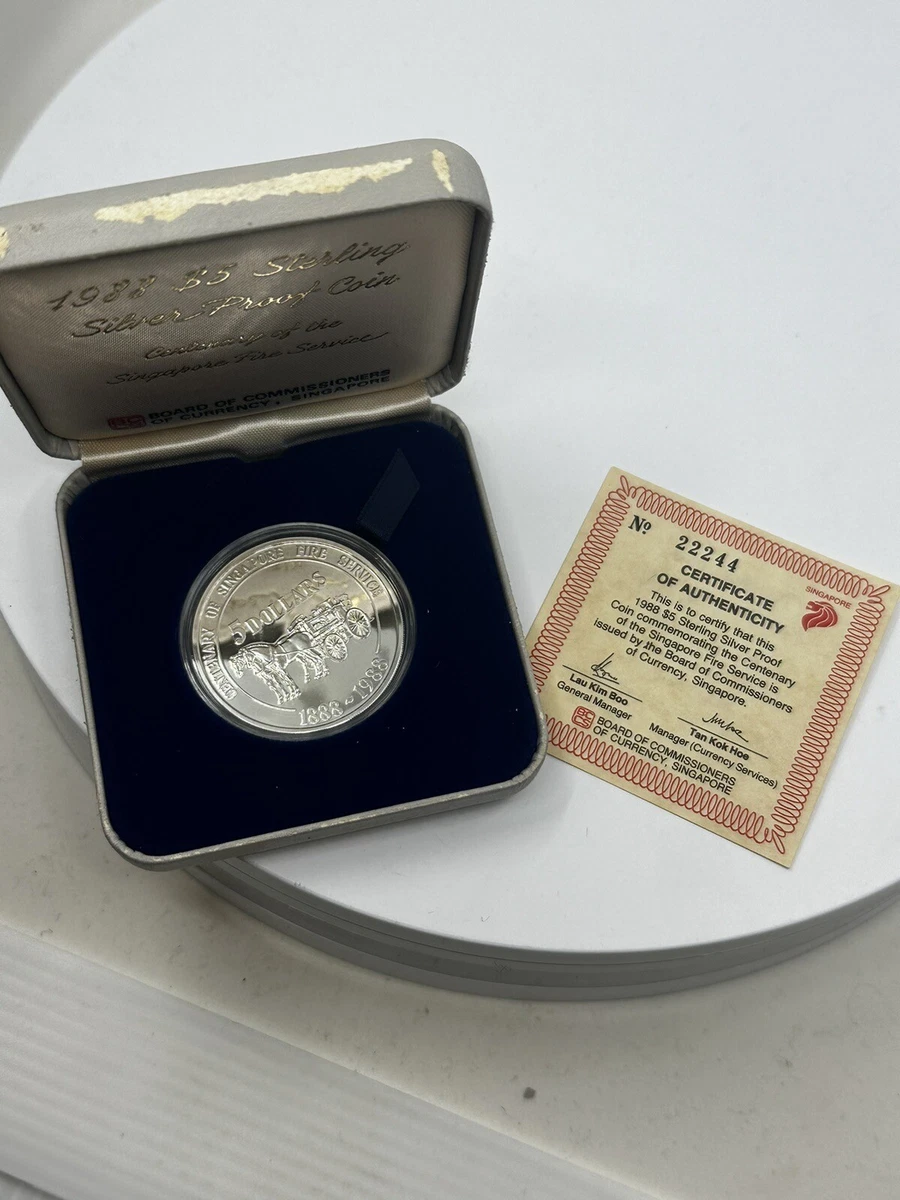 1988 $5 Sterling
Silver Proof Coin
Centenary of the
Singapore Fire Service
BOARD OF COMMISSIONERS
OF CURRENCY, SINGAPORE
CENTENARY OF SINGAPORE FIRE SERVICE
5 DOLLARS
1888-1988
Nº 22244
CERTIFICATE
OF AUTHENTICITY
SINGAPORE
This is to certify that this
1988 $5 Sterling Silver Proof
Coin commemorating the Centenary
of the Singapore Fire Service is
issued by the Board of Commissioners
of Currency, Singapore.
Lau Kim Boo
General Manager
Tan Kok Hoe
Manager (Currency Services)
BOARD OF COMMISSIONERS
OF CURRENCY, SINGAPORE